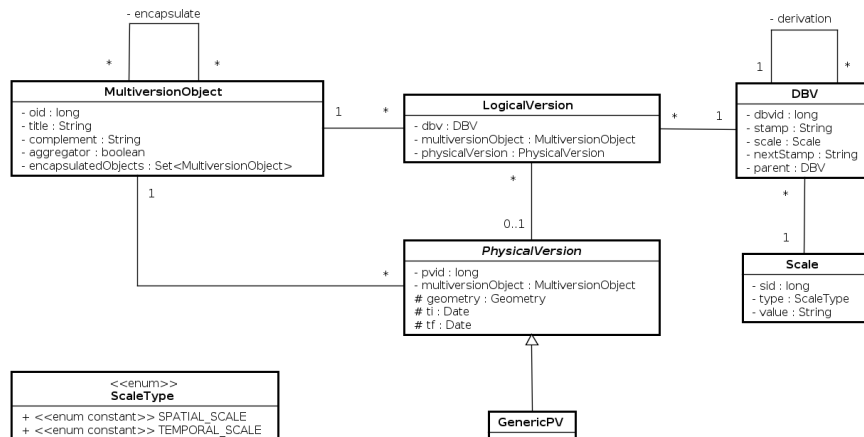 - encapsulate
- derivation
*
*
1
*
MultiversionObject
- oid : long
- title : String
- complement : String
- aggregator : boolean
- encapsulatedObjects : Set<MultiversionObject>
1
*
LogicalVersion
- dbv : DBV
- multiversionObject : MultiversionObject
- physicalVersion : PhysicalVersion
*
1
DBV
- dbvid : long
- stamp : String
- scale : Scale
- nextStamp : String
- parent : DBV
1
*
*
0..1
1
*
PhysicalVersion
- pvid : long
- multiversionObject : MultiversionObject
# geometry : Geometry
# ti : Date
# tf : Date
Scale
- sid : long
- type : ScaleType
- value : String
<<enum>>
ScaleType
+ <<enum constant>> SPATIAL_SCALE
+ <<enum constant>> TEMPORAL_SCALE
GenericPV